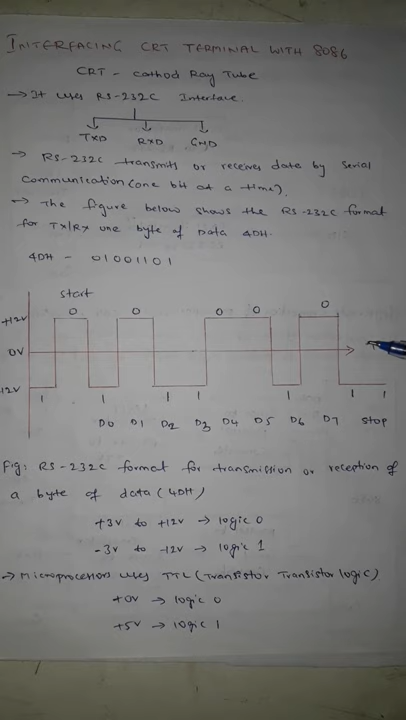 INTERFACING CRT TERMINAL WITH 8086
CRT - Cathod Ray Tube
→ It uses RS-232C Interface.
TXD RXD GND
→ RS-232C transmits or receives data by serial
communication (one bit at a time).
→ The figure below shows the RS-232C format
for Tx/Rx one byte of Data 4DH.
4DH - 01001101
start
0 0 0 0 0
+12V
0V
-12V
1 1 1 1 1 1 1
D0 D1 D2 D3 D4 D5 D6 D7 stop
Fig: RS-232C format for transmission or reception of
a byte of data (4DH)
+3V to +12V → logic 0
-3V to -12V → logic 1
→ Microprocessors uses TTL (Transistor Transistor logic)
+0V → logic 0
+5V → logic 1